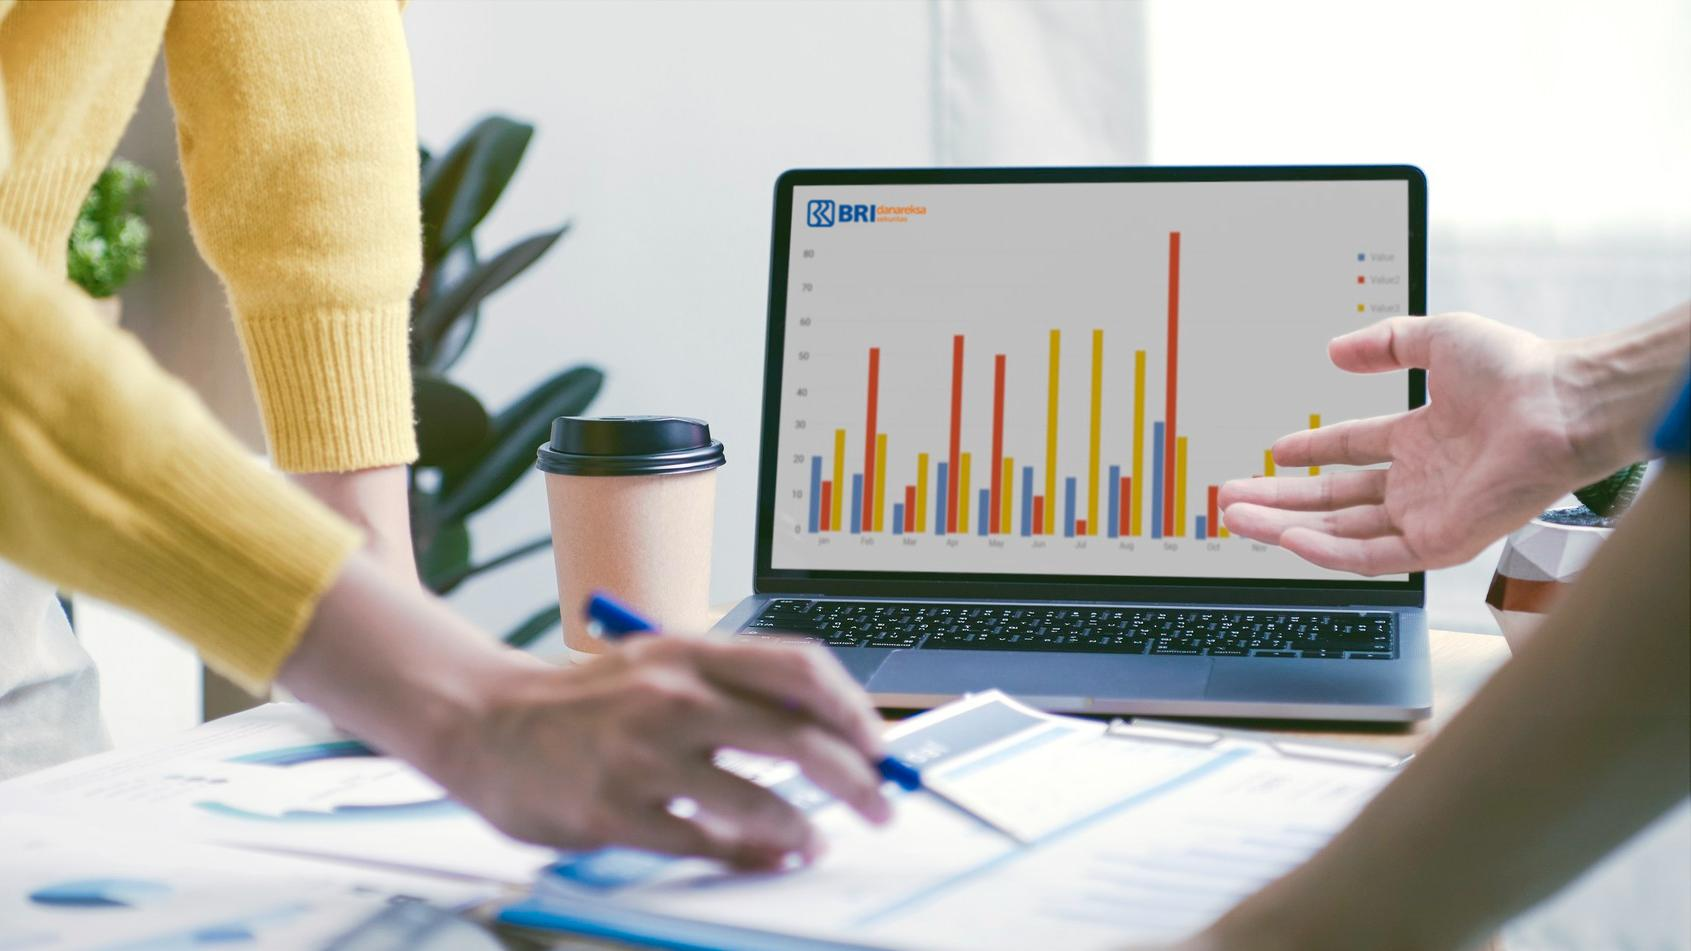 BRI danareksa
sekuritas
80
70
60
50
40
30
20
10
0
Value
Value2
Value3
Jan
Feb
Mar
Apr
May
Jun
Jul
Aug
Sep
Oct
Nov